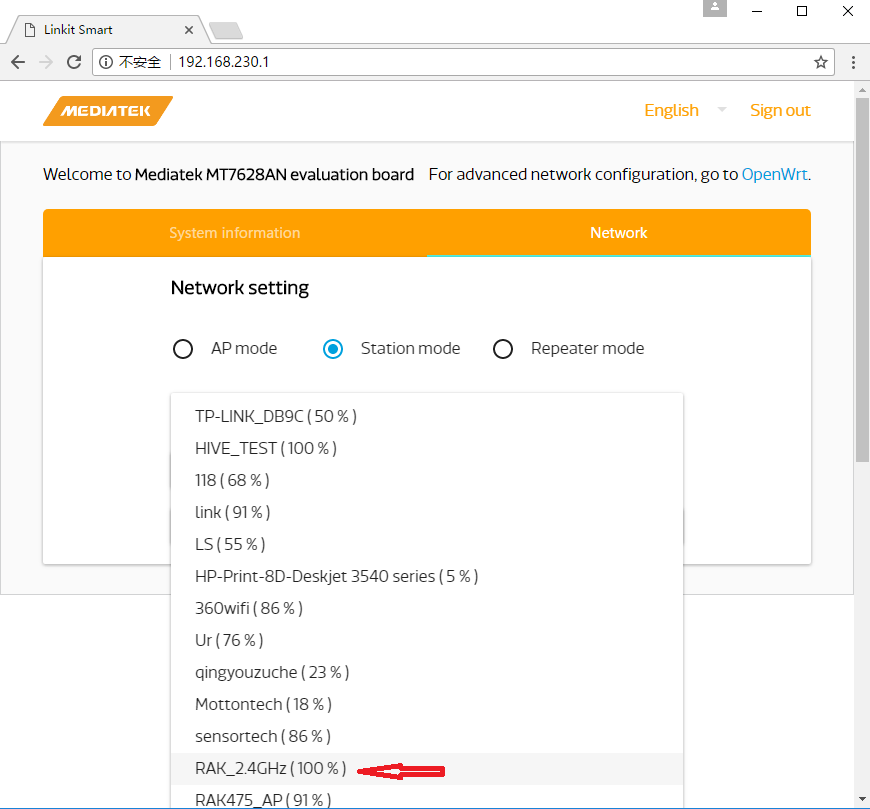 Linkit Smart
不安全 192.168.230.1
MEDIATEK English Sign out
Welcome to Mediatek MT7628AN evaluation board For advanced network configuration, go to OpenWrt.
System information Network
Network setting
AP mode Station mode Repeater mode
TP-LINK_DB9C ( 50 % )
HIVE_TEST ( 100 % )
118 ( 68 % )
link ( 91 % )
LS ( 55 % )
HP-Print-8D-Deskjet 3540 series ( 5 % )
360wifi ( 86 % )
Ur ( 76 % )
qingyouzuche ( 23 % )
Mottontech ( 18 % )
sensortech ( 86 % )
RAK_2.4GHz ( 100 % )
RAK475_AP ( 91 % )